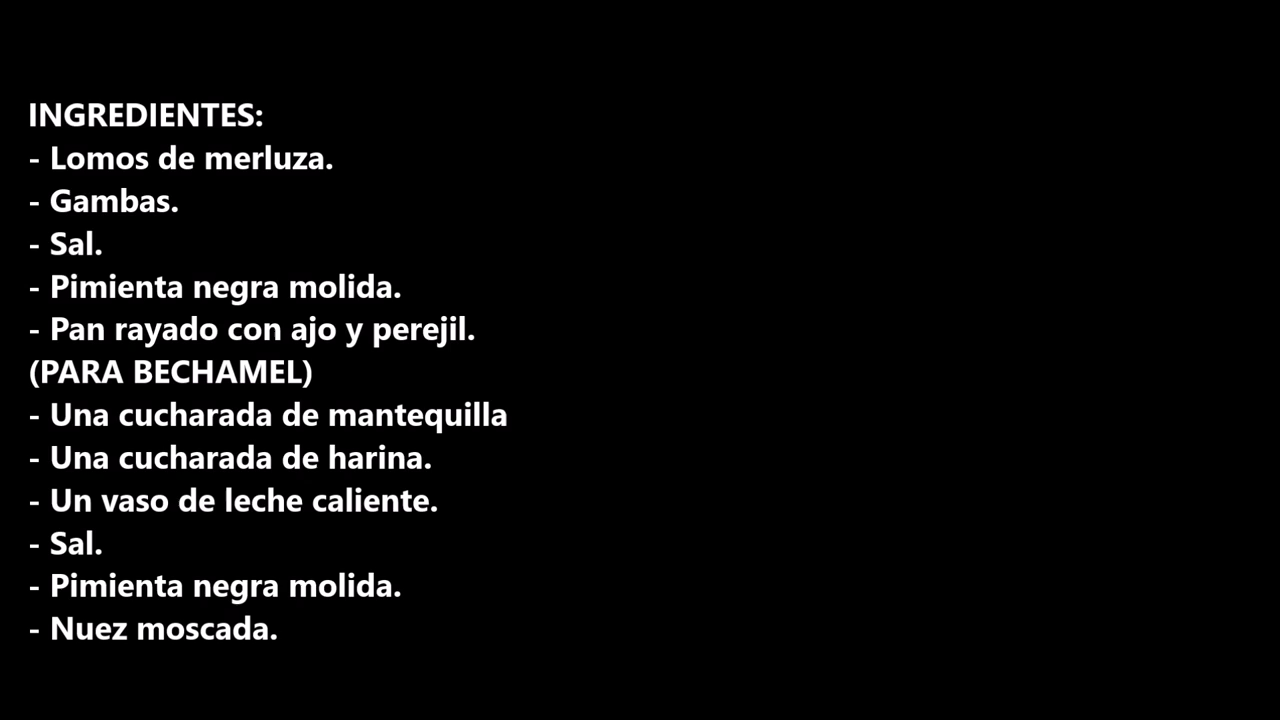 INGREDIENTES:
- Lomos de merluza.
- Gambas.
- Sal.
- Pimienta negra molida.
- Pan rayado con ajo y perejil.
(PARA BECHAMEL)
- Una cucharada de mantequilla
- Una cucharada de harina.
- Un vaso de leche caliente.
- Sal.
- Pimienta negra molida.
- Nuez moscada.